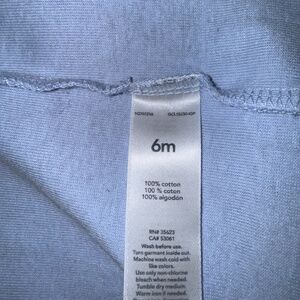 6m
100% cotton
100 % coton
100% algodón
RN# 35623
CA# 53061
Wash before use.
Turn garment inside out.
Machine wash cold with
like colors.
Use only non-chlorine
bleach when needed.
Tumble dry medium.
Warm iron if needed.